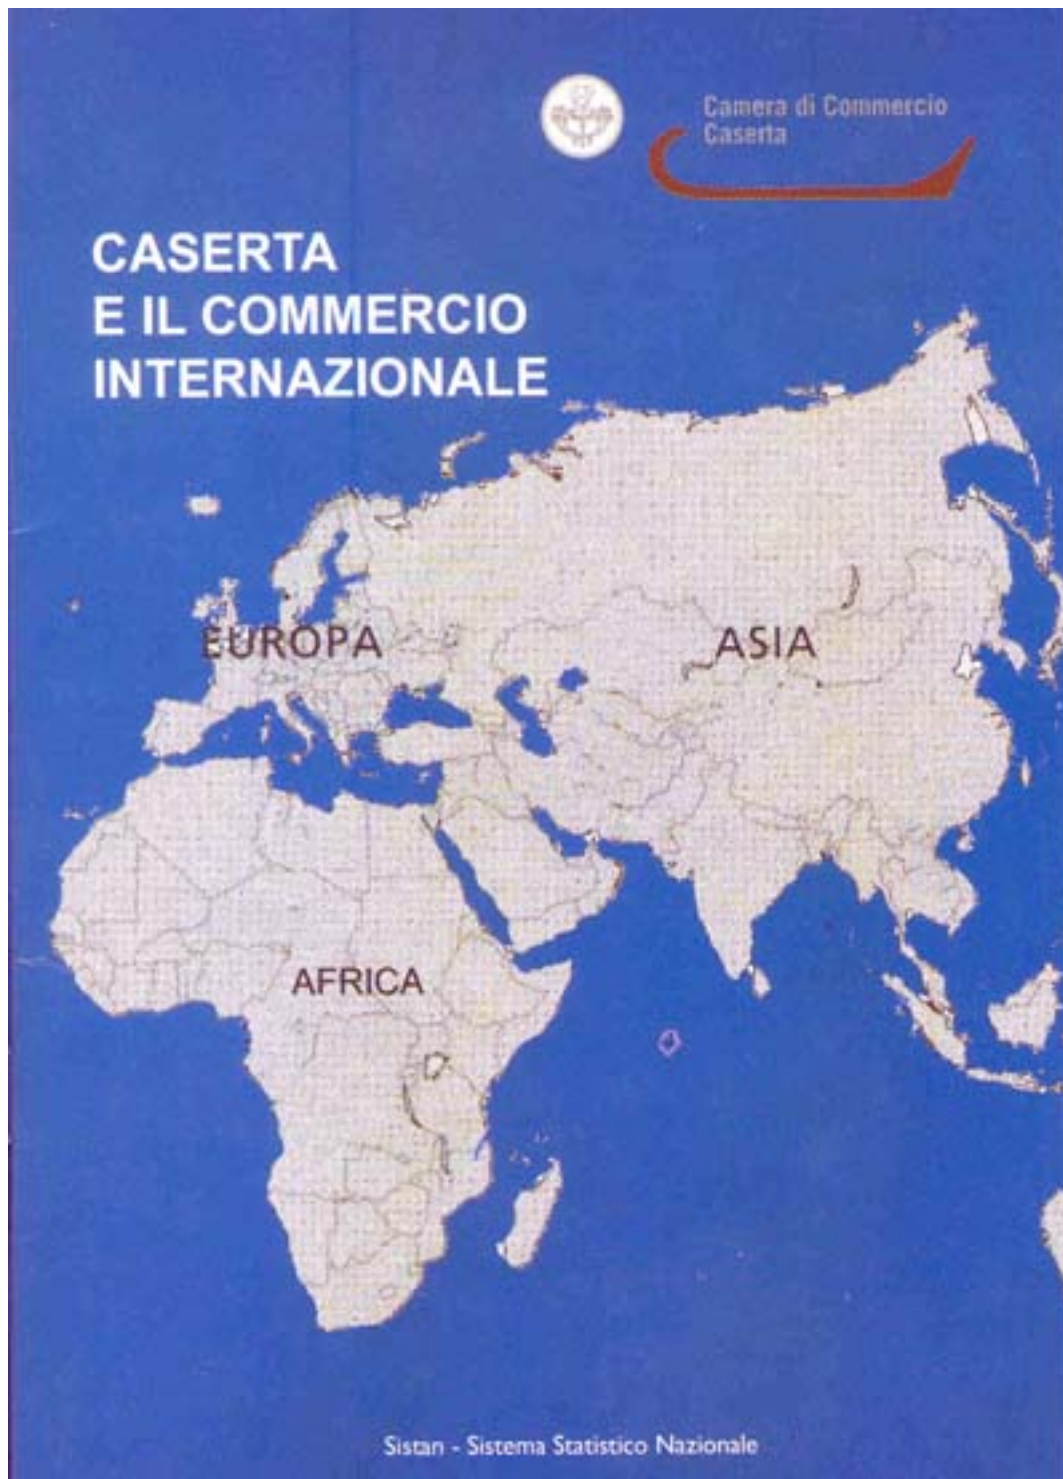 Camera di Commercio
Caserta
CASERTA
E IL COMMERCIO
INTERNAZIONALE
EUROPA
ASIA
AFRICA
Sistan - Sistema Statistico Nazionale